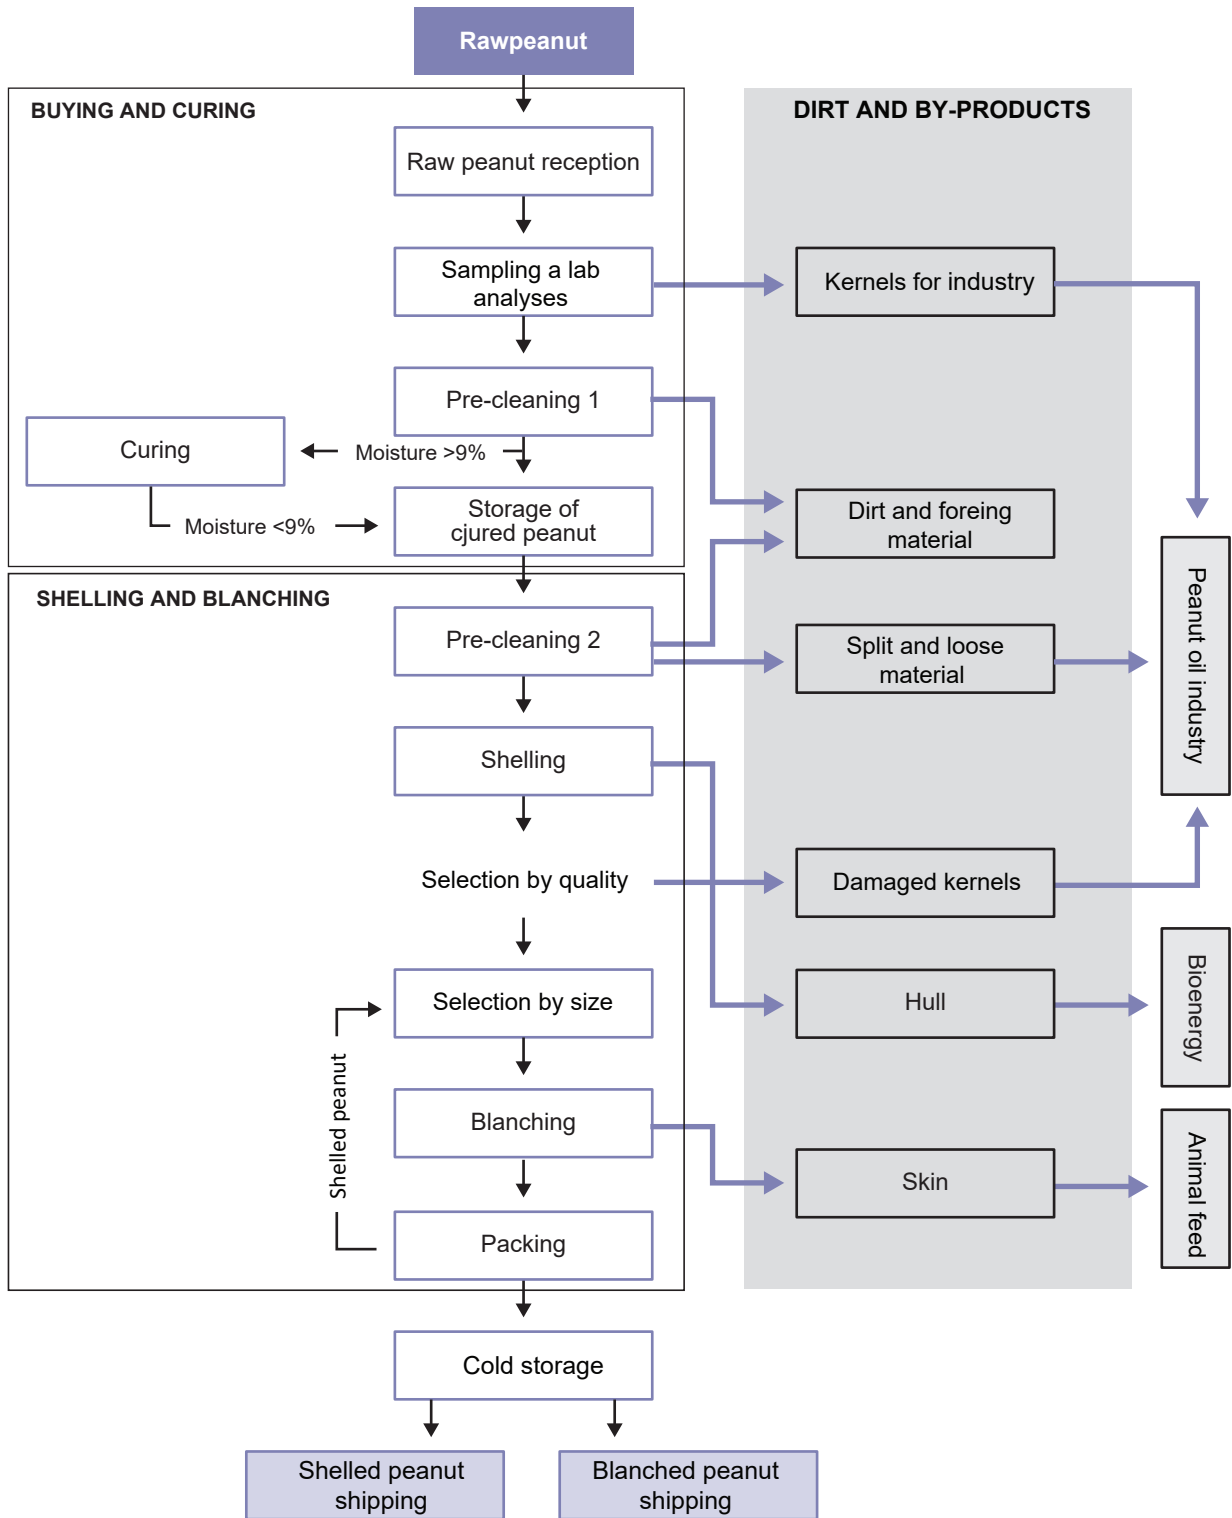 Rawpeanut
BUYING AND CURING
DIRT AND BY-PRODUCTS
Raw peanut reception
Sampling a lab
analyses
Kernels for industry
Pre-cleaning 1
Curing
Moisture >9%
Moisture <9%
Storage of
cjured peanut
Dirt and foreing
material
Peanut oil industry
SHELLING AND BLANCHING
Pre-cleaning 2
Split and loose
material
Shelling
Selection by quality
Damaged kernels
Selection by size
Hull
Bioenergy
Shelled peanut
Blanching
Skin
Animal feed
Packing
Cold storage
Shelled peanut
shipping
Blanched peanut
shipping